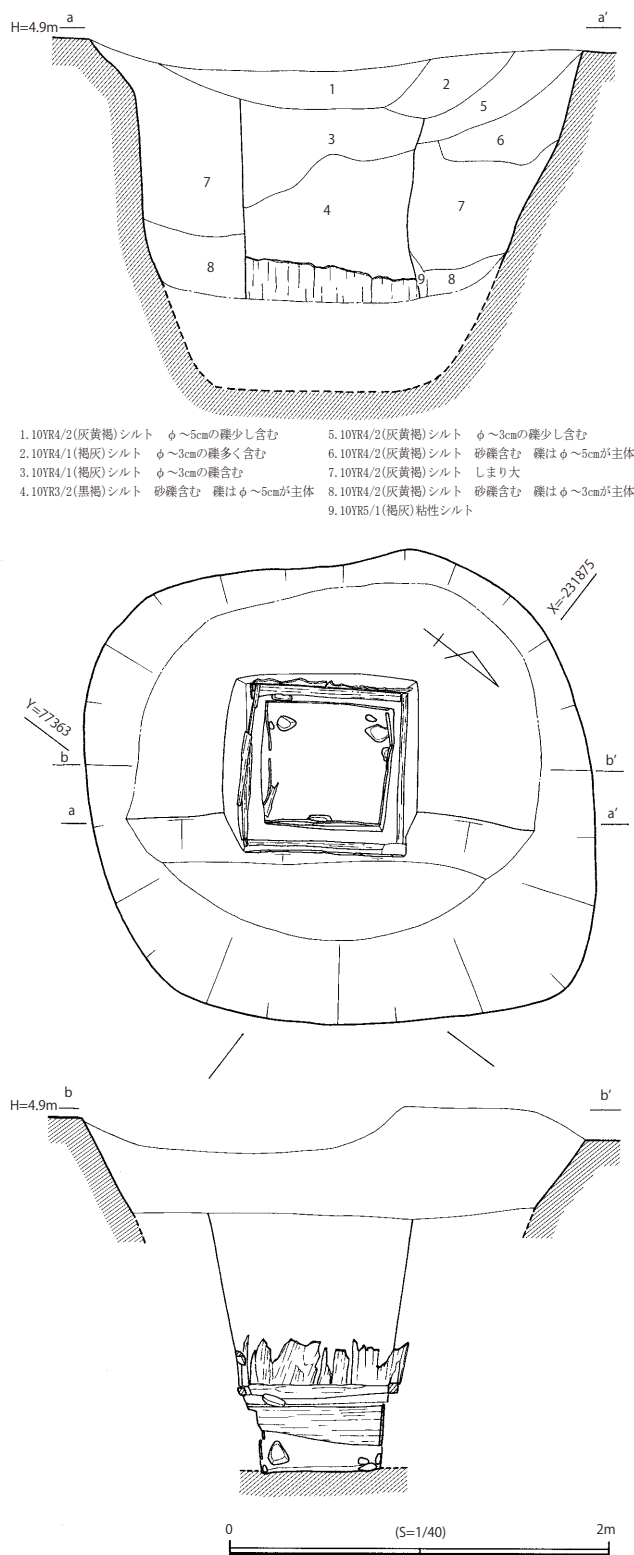 a a'
H=4.9m
1
2
5
3
6
7
4
7
8
9
8
1.10YR4/2(灰黄褐)シルト φ～5cmの礫少し含む
2.10YR4/1(褐灰)シルト φ～3cmの礫多く含む
3.10YR4/1(褐灰)シルト φ～3cmの礫含む
4.10YR3/2(黒褐)シルト 砂礫含む 礫はφ～5cmが主体
5.10YR4/2(灰黄褐)シルト φ～3cmの礫少し含む
6.10YR4/2(灰黄褐)シルト 砂礫含む 礫はφ～5cmが主体
7.10YR4/2(灰黄褐)シルト しまり大
8.10YR4/2(灰黄褐)シルト 砂礫含む 礫はφ～3cmが主体
9.10YR5/1(褐灰)粘性シルト
X=-231875
Y=77363
b b'
a a'
b b'
H=4.9m
0 (S=1/40) 2m